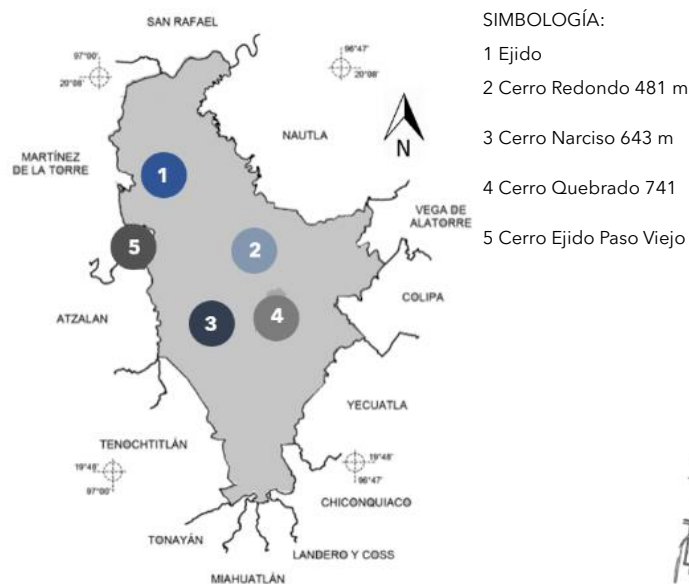 SAN RAFAEL
97°00'
20°08'
96°47'
20°08'
NAUTLA
N
MARTÍNEZ
DE LA TORRE
1
VEGA DE
ALATORRE
5
2
COLIPA
ATZALAN
3
4
YECUATLA
TENOCHTITLÁN
19°48'
97°00'
19°48'
96°47'
CHICONQUIACO
TONAYÁN
LANDERO Y COSS
MIAHUATLÁN
SIMBOLOGÍA:
1 Ejido
2 Cerro Redondo 481 m
3 Cerro Narciso 643 m
4 Cerro Quebrado 741
5 Cerro Ejido Paso Viejo